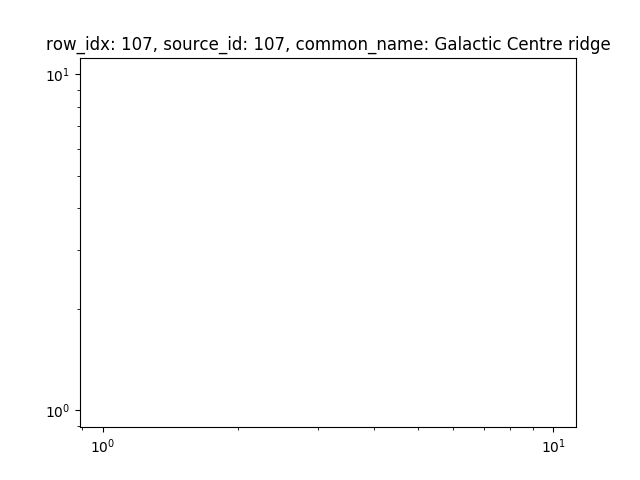 row_idx: 107, source_id: 107, common_name: Galactic Centre ridge
10¹
10⁰
10⁰ 10¹